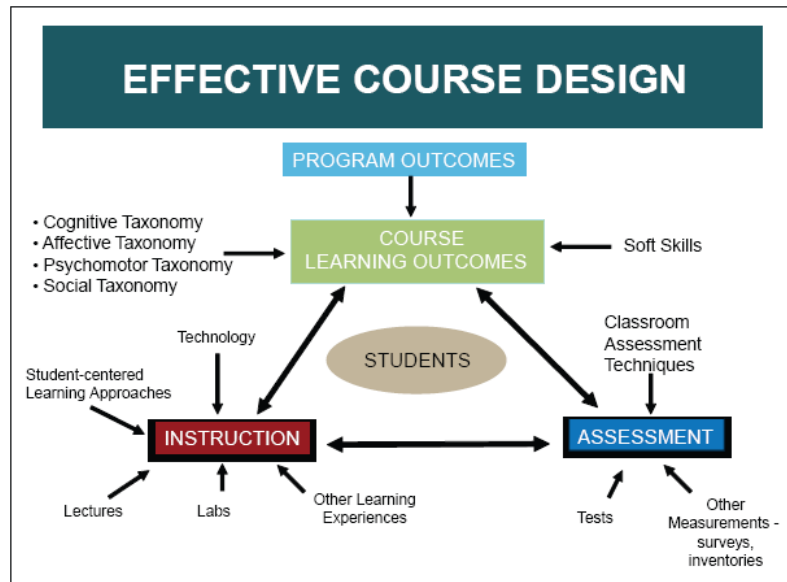 EFFECTIVE COURSE DESIGN
PROGRAM OUTCOMES
• Cognitive Taxonomy
• Affective Taxonomy
• Psychomotor Taxonomy
• Social Taxonomy
COURSE
LEARNING OUTCOMES
Soft Skills
Technology
Student-centered
Learning Approaches
STUDENTS
Classroom
Assessment
Techniques
INSTRUCTION
ASSESSMENT
Lectures
Labs
Other Learning
Experiences
Tests
Other
Measurements -
surveys,
inventories